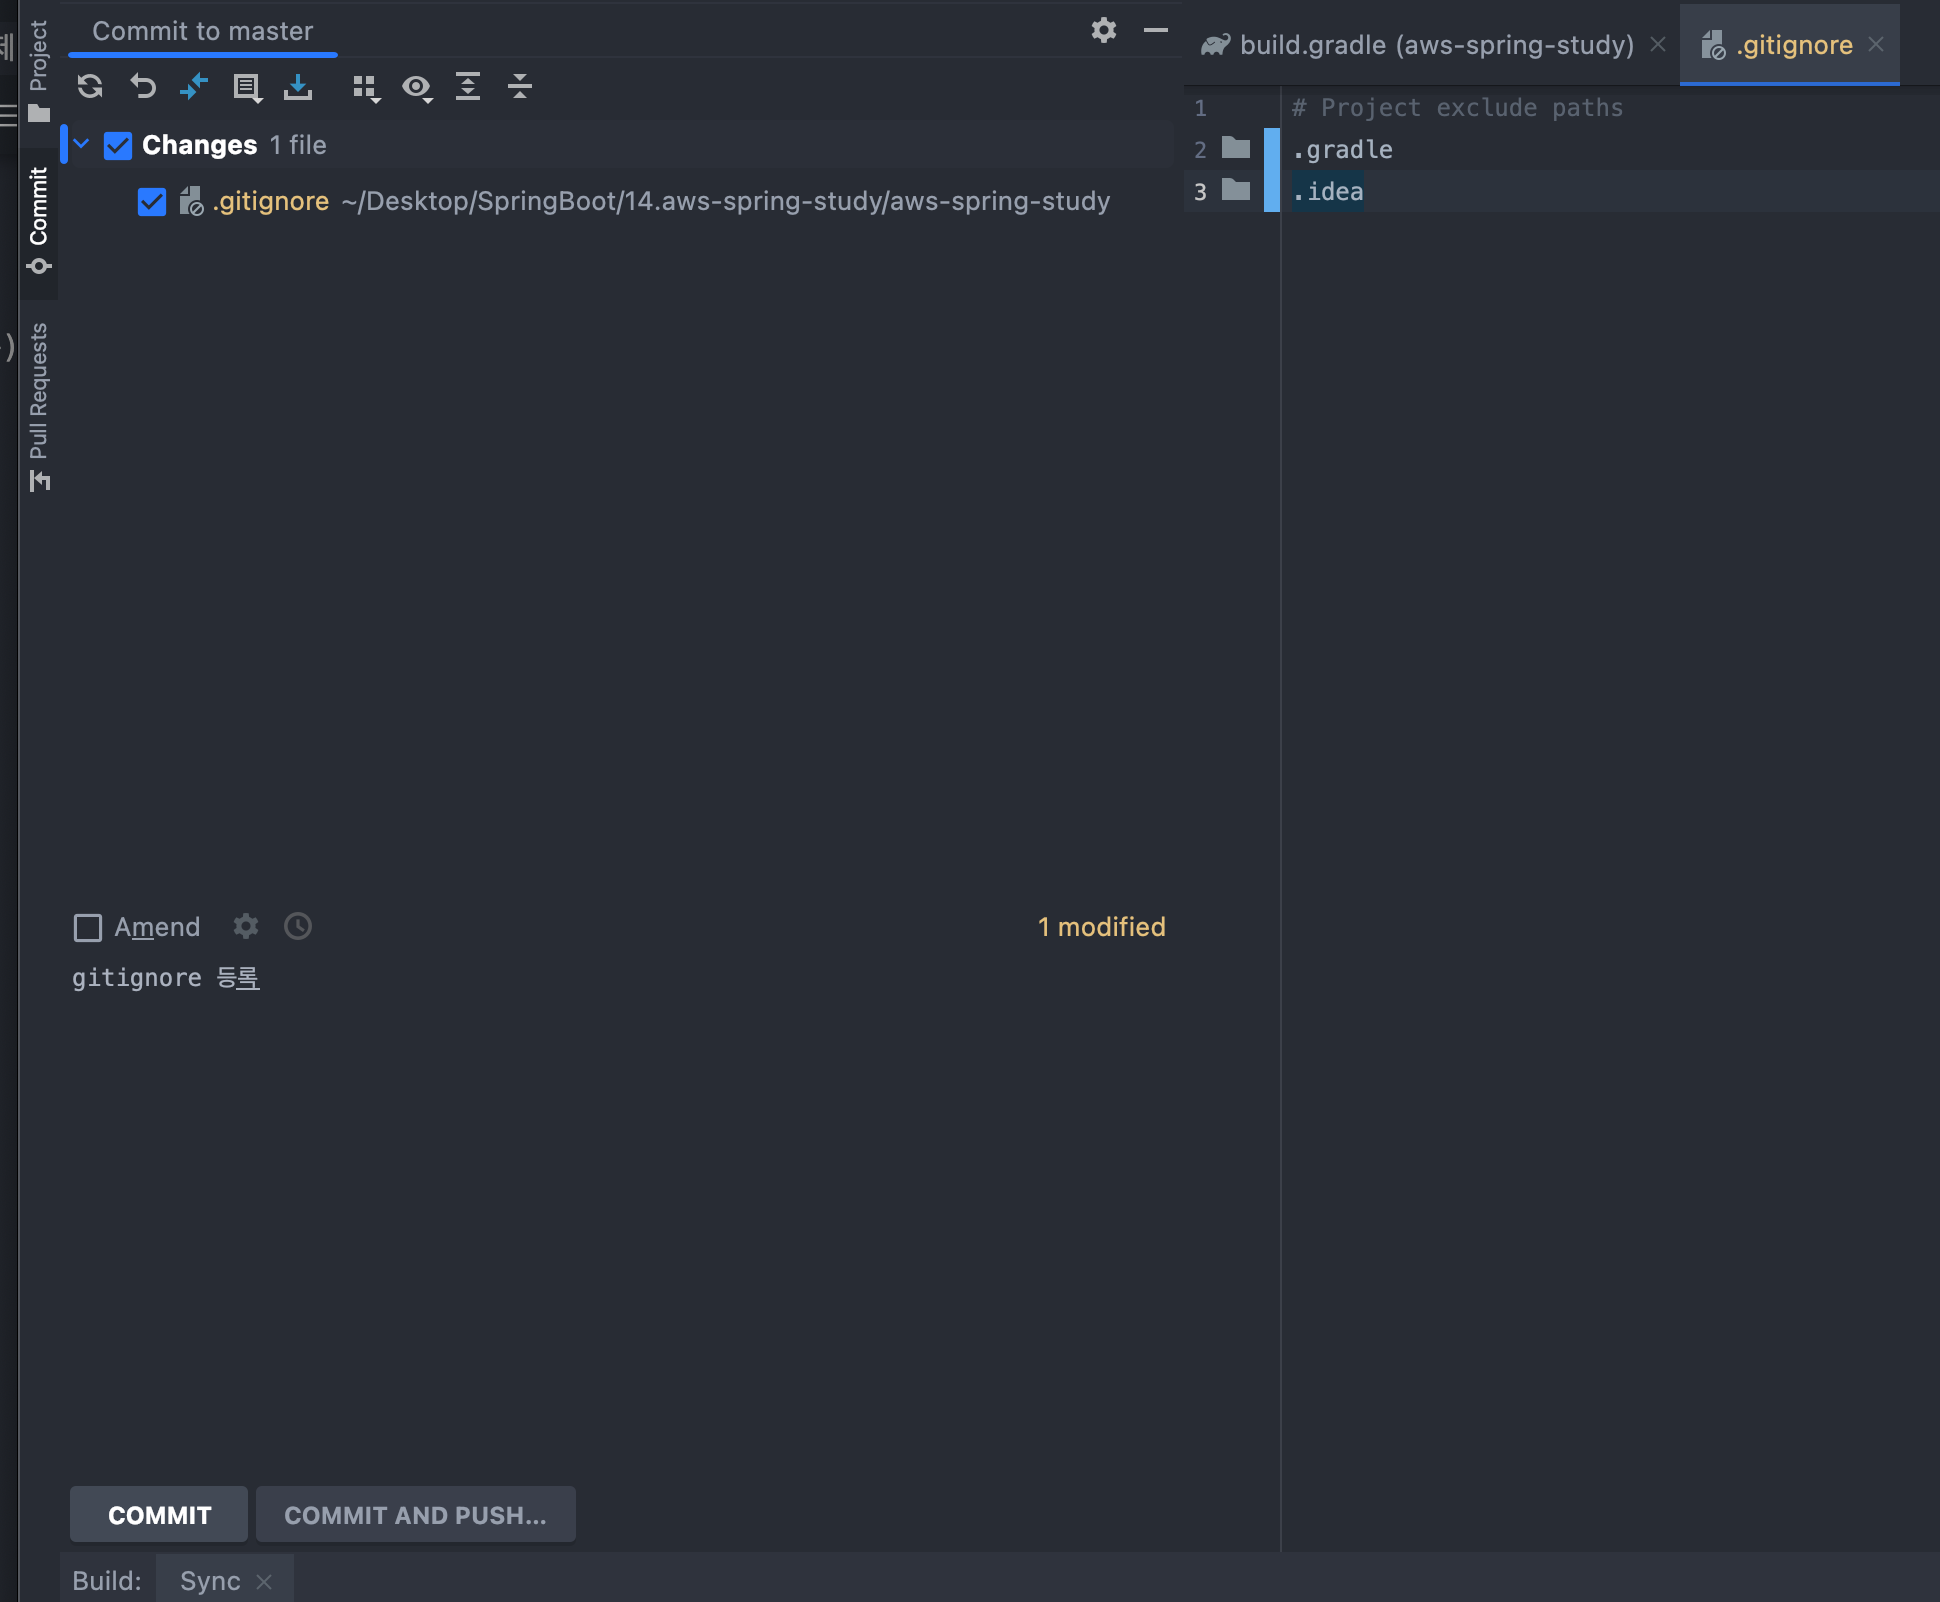 Project
Commit
Pull Requests
Commit to master
Changes 1 file
.gitignore ~/Desktop/SpringBoot/14.aws-spring-study/aws-spring-study
Amend
1 modified
gitignore 등록
COMMIT
COMMIT AND PUSH...
Build: Sync
build.gradle (aws-spring-study)
.gitignore
1 # Project exclude paths
2 .gradle
3 .idea